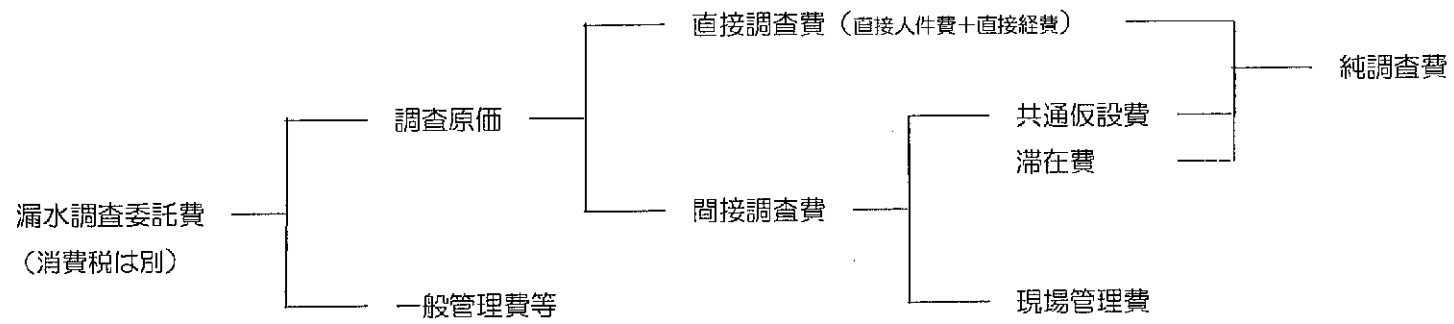 直接調査費（直接人件費＋直接経費）
純調査費
調査原価
共通仮設費
滞在費
漏水調査委託費
（消費税は別）
間接調査費
一般管理費等
現場管理費